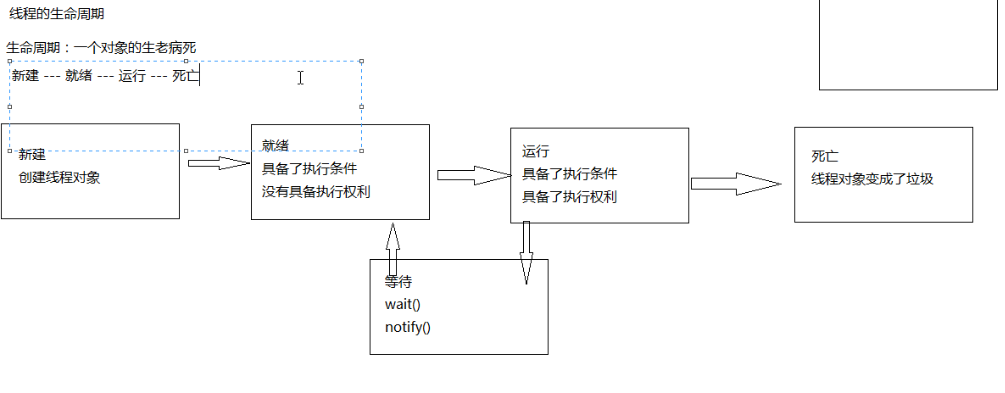 线程的生命周期
生命周期：一个对象的生老病死
新建 --- 就绪 --- 运行 --- 死亡
新建
创建线程对象
就绪
具备了执行条件
没有具备执行权利
运行
具备了执行条件
具备了执行权利
死亡
线程对象变成了垃圾
等待
wait()
notify()